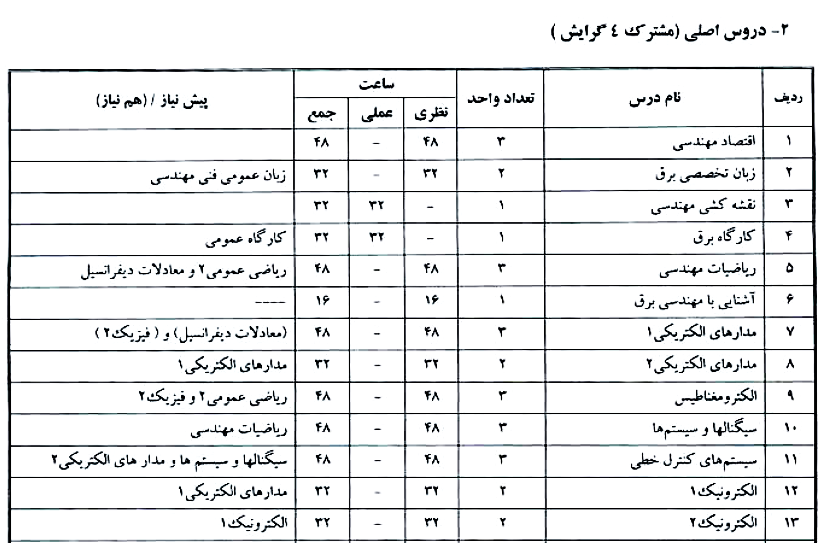 ۲- دروس اصلی (مشترک ۴ گرایش )
ردیف نام درس تعداد واحد ساعت پیش نیاز / (هم نیاز)
نظری عملی جمع
۱ اقتصاد مهندسی ۳ ۴۸ - ۴۸
۲ زبان تخصصی برق ۲ ۳۲ - ۳۲ زبان عمومی فنی مهندسی
۳ نقشه کشی مهندسی ۱ - ۳۲ ۳۲
۴ کارگاه برق ۱ - ۳۲ ۳۲ کارگاه عمومی
۵ ریاضیات مهندسی ۳ ۴۸ - ۴۸ ریاضی عمومی۲ و معادلات دیفرانسیل
۶ آشنایی با مهندسی برق ۱ ۱۶ - ۱۶ ----
۷ مدارهای الکتریکی۱ ۳ ۴۸ - ۴۸ (معادلات دیفرانسیل) و ( فیزیک۲ )
۸ مدارهای الکتریکی۲ ۲ ۳۲ - ۳۲ مدارهای الکتریکی۱
۹ الکترومغناطیس ۳ ۴۸ - ۴۸ ریاضی عمومی۲ و فیزیک۲
۱۰ سیگنالها و سیستم‌ها ۳ ۴۸ - ۴۸ ریاضیات مهندسی
۱۱ سیستم‌های کنترل خطی ۳ ۴۸ - ۴۸ سیگنالها و سیستم ها و مدار های الکتریکی۲
۱۲ الکترونیک۱ ۲ ۳۲ - ۳۲ مدارهای الکتریکی۱
۱۳ الکترونیک۲ ۲ ۳۲ - ۳۲ الکترونیک۱